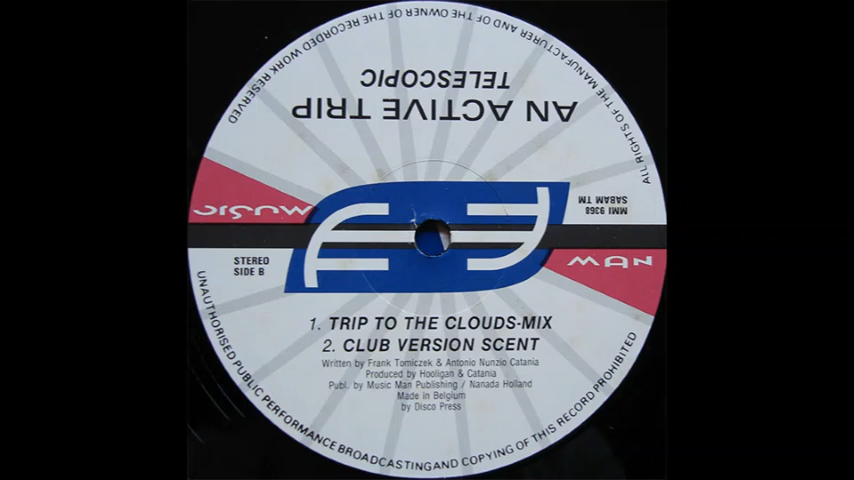 ALL RIGHTS OF THE MANUFACTURER AND OF THE OWNER OF THE RECORDED WORK RESERVED
AN ACTIVE TRIP
TELESCOPIC
MMI 9368
SABAM TM
MUSIC
MAN
STEREO
SIDE B
1. TRIP TO THE CLOUDS-MIX
2. CLUB VERSION SCENT
Written by Frank Tomiczek & Antonio Nunzio Catania
Produced by Hooligan & Catania
Publ. by Music Man Publishing / Nanada Holland
Made in Belgium
by Disco Press
UNAUTHORISED PUBLIC PERFORMANCE BROADCASTINGAND COPYING OF THIS RECORD PROHIBITED